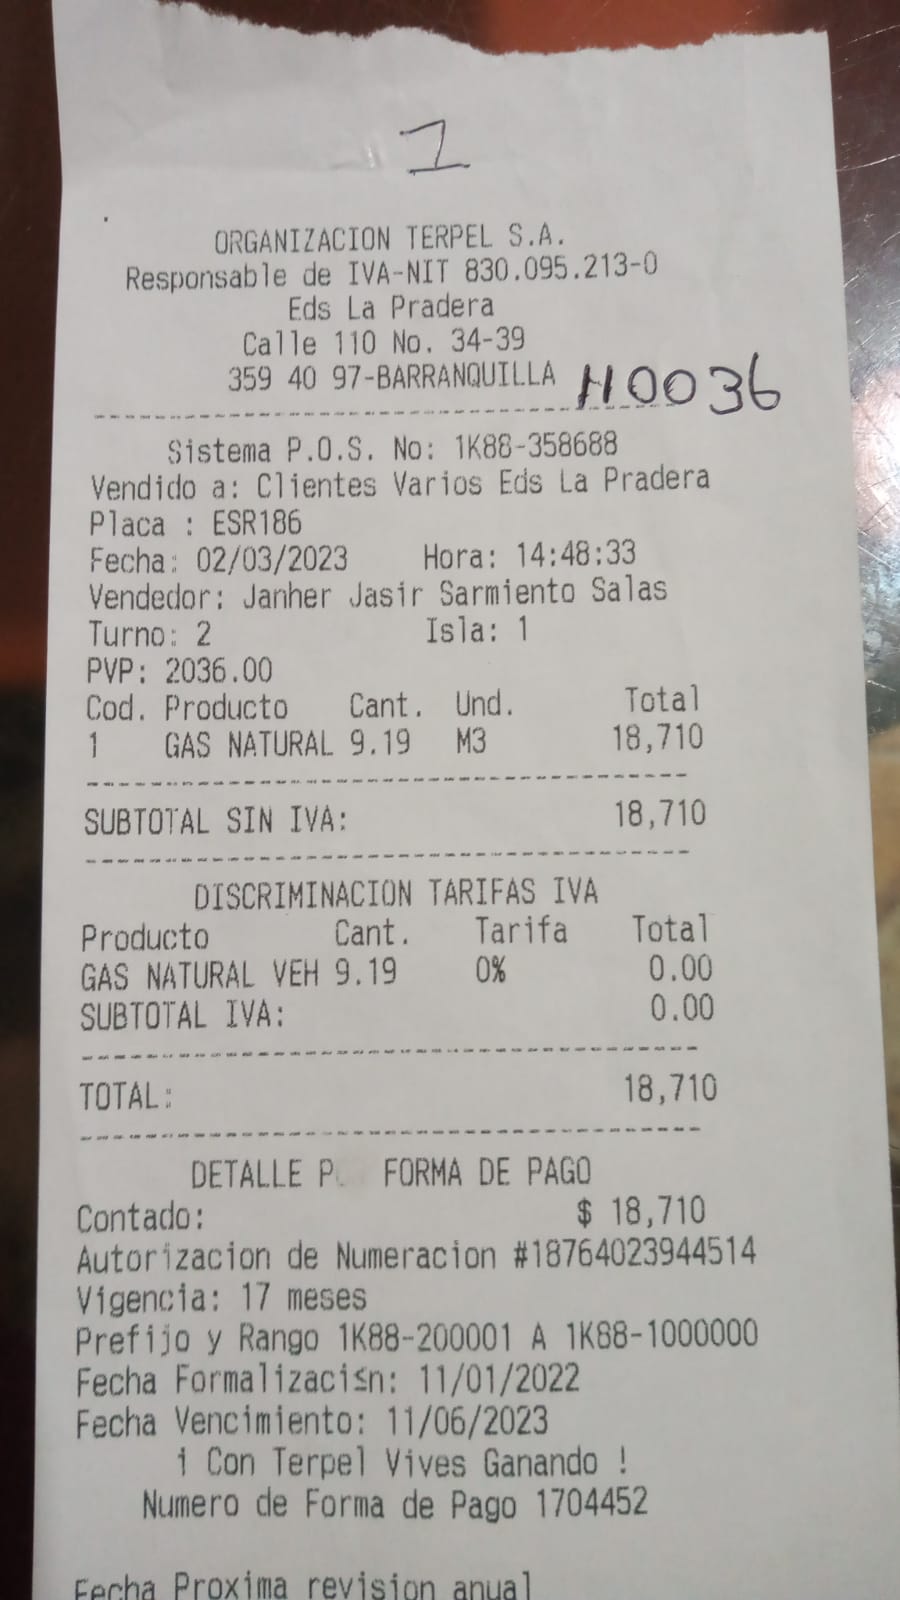 1
ORGANIZACION TERPEL S.A.
Responsable de IVA-NIT 830.095.213-0
Eds La Pradera
Calle 110 No. 34-39
359 40 97-BARRANQUILLA 110036
Sistema P.O.S. No: 1K88-358688
Vendido a: Clientes Varios Eds La Pradera
Placa : ESR186
Fecha: 02/03/2023 Hora: 14:48:33
Vendedor: Janher Jasir Sarmiento Salas
Turno: 2 Isla: 1
PVP: 2036.00
Cod. Producto Cant. Und. Total
1 GAS NATURAL 9.19 M3 18,710
SUBTOTAL SIN IVA: 18,710
DISCRIMINACION TARIFAS IVA
Producto Cant. Tarifa Total
GAS NATURAL VEH 9.19 0% 0.00
SUBTOTAL IVA: 0.00
TOTAL: 18,710
DETALLE P FORMA DE PAGO
Contado: $ 18,710
Autorizacion de Numeracion #18764023944514
Vigencia: 17 meses
Prefijo y Rango 1K88-200001 A 1K88-1000000
Fecha Formalizaci≤n: 11/01/2022
Fecha Vencimiento: 11/06/2023
¡ Con Terpel Vives Ganando !
Numero de Forma de Pago 1704452
Fecha Proxima revision anual